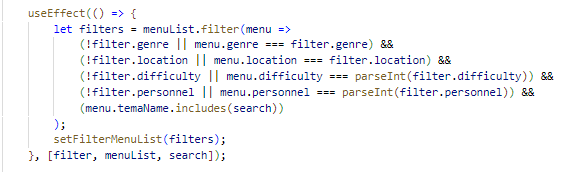 useEffect(() => {
    let filters = menuList.filter(menu =>
        (!filter.genre || menu.genre === filter.genre) &&
        (!filter.location || menu.location === filter.location) &&
        (!filter.difficulty || menu.difficulty === parseInt(filter.difficulty)) &&
        (!filter.personnel || menu.personnel === parseInt(filter.personnel)) &&
        (menu.temaName.includes(search))
    );
    setFilterMenuList(filters);
}, [filter, menuList, search]);